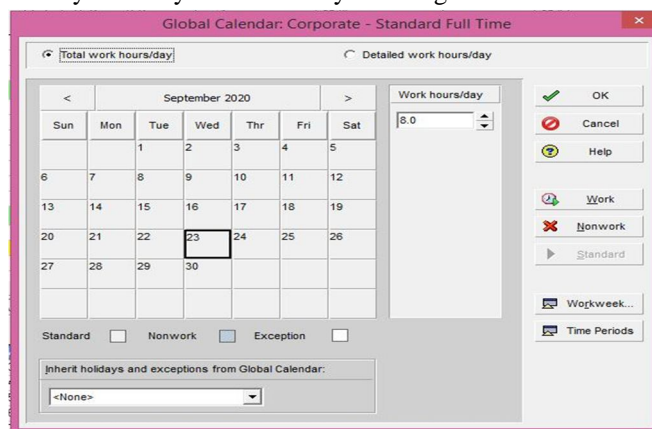 Global Calendar: Corporate - Standard Full Time
Total work hours/day
Detailed work hours/day
< September 2020 >
Sun Mon Tue Wed Thr Fri Sat
1 2 3 4 5
6 7 8 9 10 11 12
13 14 15 16 17 18 19
20 21 22 23 24 25 26
27 28 29 30
Standard Nonwork Exception
Inherit holidays and exceptions from Global Calendar:
<None>
Work hours/day
8.0
OK
Cancel
Help
Work
Nonwork
Standard
Workweek...
Time Periods